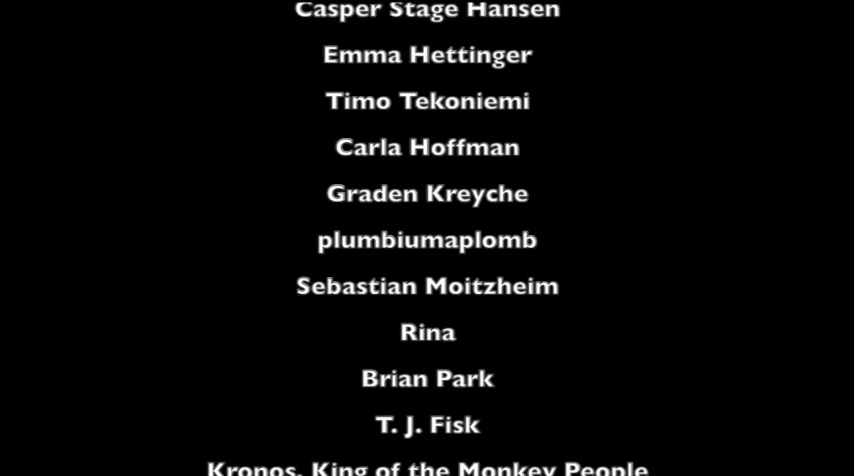 Casper Stage Hansen
Emma Hettinger
Timo Tekoniemi
Carla Hoffman
Graden Kreyche
plumbiumaplomb
Sebastian Moitzheim
Rina
Brian Park
T. J. Fisk
Kronos, King of the Monkey People